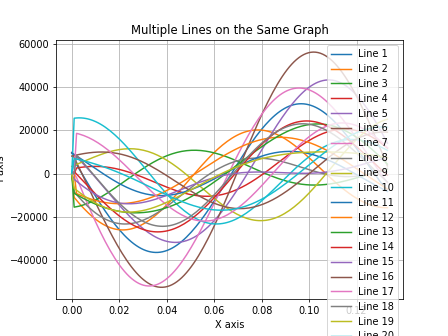 Multiple Lines on the Same Graph
60000
40000
20000
0
−20000
−40000
0.00
0.02
0.04
0.06
0.08
0.10
X axis
Line 1
Line 2
Line 3
Line 4
Line 5
Line 6
Line 7
Line 8
Line 9
Line 10
Line 11
Line 12
Line 13
Line 14
Line 15
Line 16
Line 17
Line 18
Line 19
Line 20